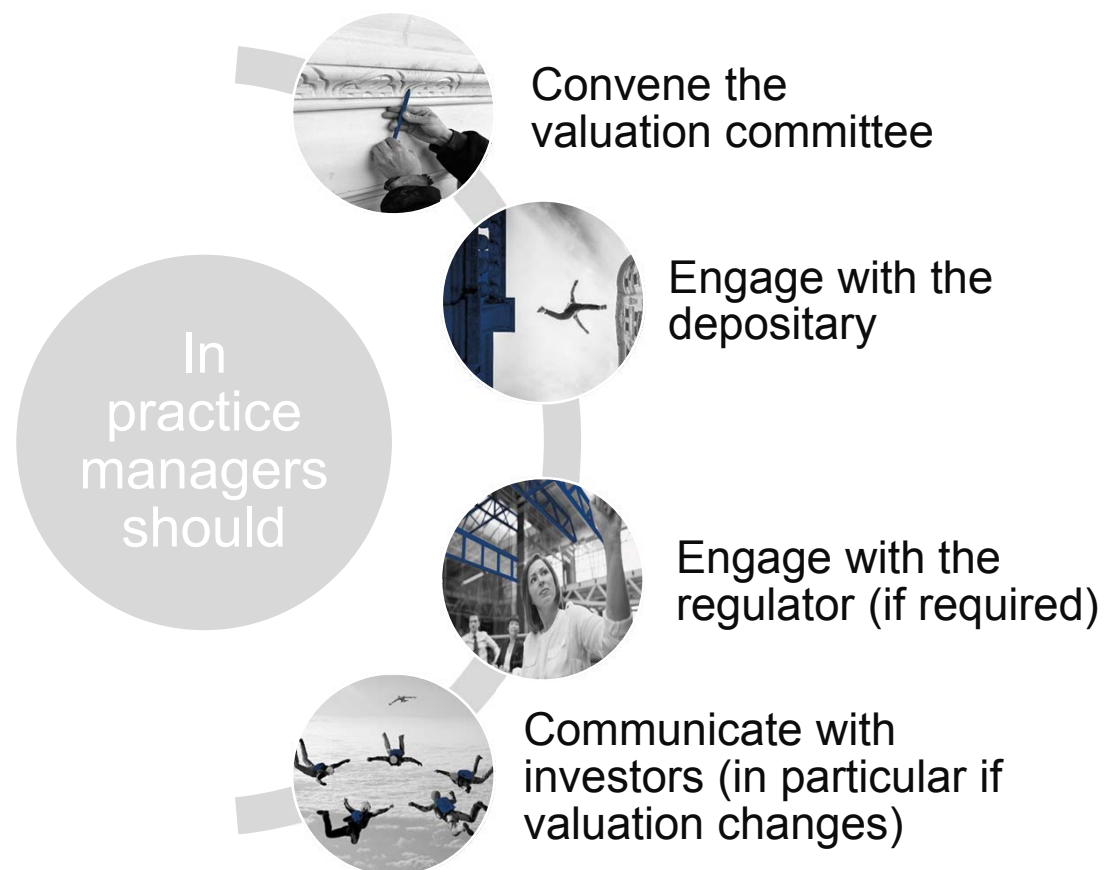 In
practice
managers
should
Convene the
valuation committee
Engage with the
depositary
Engage with the
regulator (if required)
Communicate with
investors (in particular if
valuation changes)